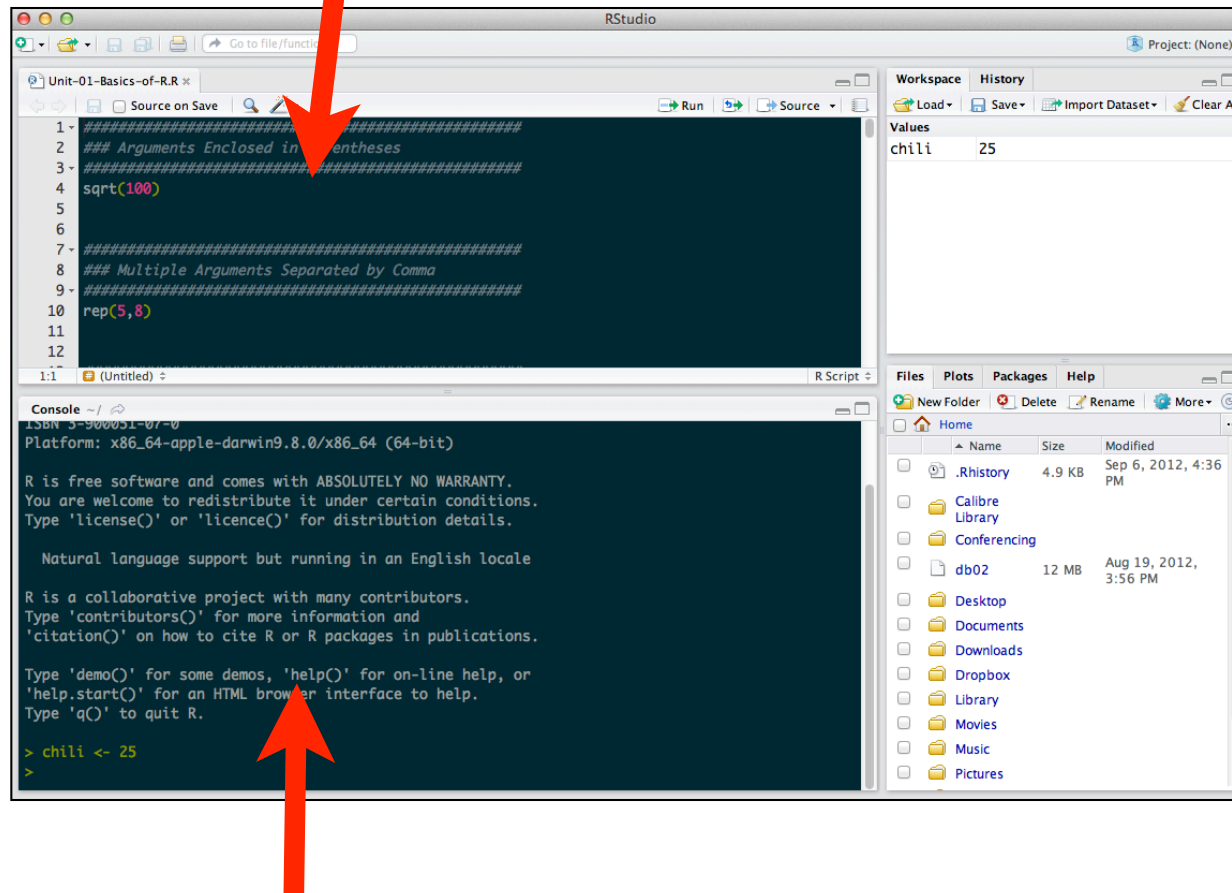 RStudio
Go to file/function
Project: (None)
Unit-01-Basics-of-R.R
Source on Save
Run
Source
1 ####################################################
2 ### Arguments Enclosed in entheses
3 ####################################################
4 sqrt(100)
5
6
7 ####################################################
8 ### Multiple Arguments Separated by Comma
9 ####################################################
10 rep(5,8)
11
12
1:1 (Untitled) R Script
Console ~/
ISBN 3-900051-07-0
Platform: x86_64-apple-darwin9.8.0/x86_64 (64-bit)
R is free software and comes with ABSOLUTELY NO WARRANTY.
You are welcome to redistribute it under certain conditions.
Type 'license()' or 'licence()' for distribution details.
Natural language support but running in an English locale
R is a collaborative project with many contributors.
Type 'contributors()' for more information and
'citation()' on how to cite R or R packages in publications.
Type 'demo()' for some demos, 'help()' for on-line help, or
'help.start()' for an HTML browser interface to help.
Type 'q()' to quit R.
> chili <- 25
>
Workspace History
Load Save Import Dataset Clear A
Values
chili 25
Files Plots Packages Help
New Folder Delete Rename More
Home
Name Size Modified
.Rhistory 4.9 KB Sep 6, 2012, 4:36 PM
Calibre Library
Conferencing
db02 12 MB Aug 19, 2012, 3:56 PM
Desktop
Documents
Downloads
Dropbox
Library
Movies
Music
Pictures